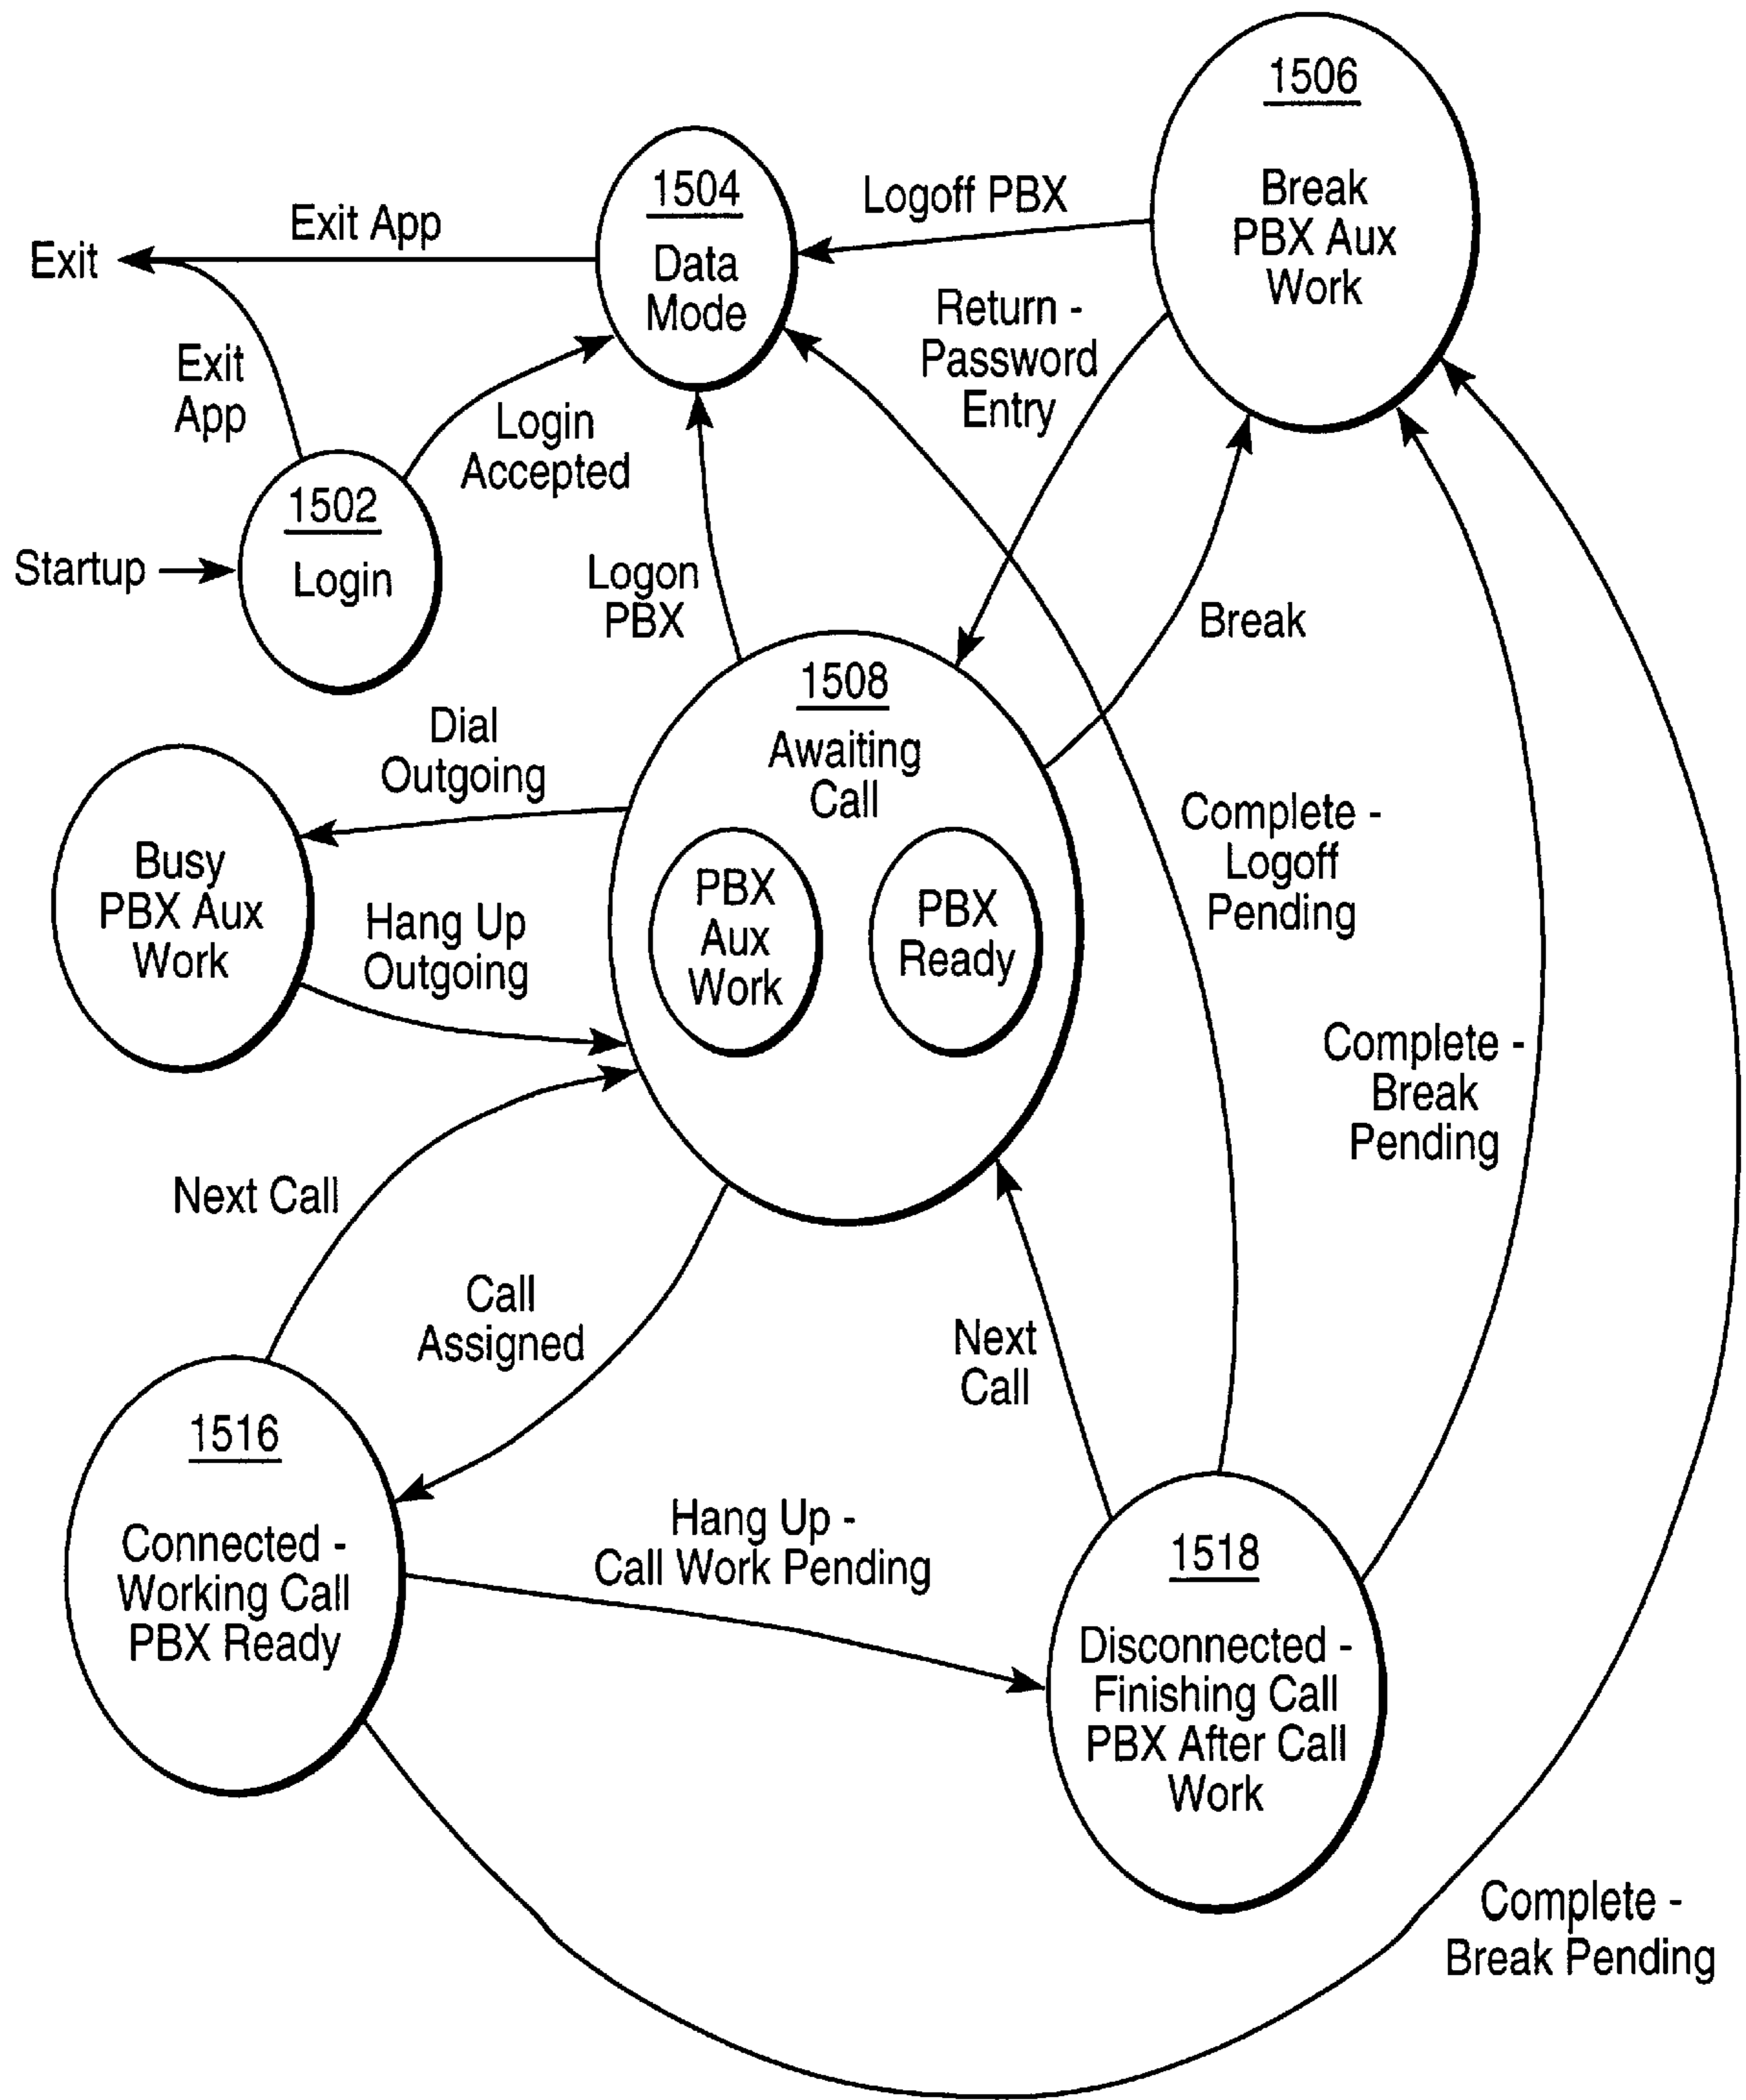 1506
Break
PBX Aux
Work
1504
Data
Mode
Logoff PBX
Exit App
Exit
Return -
Password
Entry
Exit
App
Login
Accepted
1502
Login
Startup
Logon
PBX
Break
1508
Awaiting
Call
PBX
Aux
Work
PBX
Ready
Dial
Outgoing
Busy
PBX Aux
Work
Hang Up
Outgoing
Complete -
Logoff
Pending
Complete -
Break
Pending
Next Call
Call
Assigned
Next
Call
1516
Connected -
Working Call
PBX Ready
Hang Up -
Call Work Pending
1518
Disconnected -
Finishing Call
PBX After Call
Work
Complete -
Break Pending